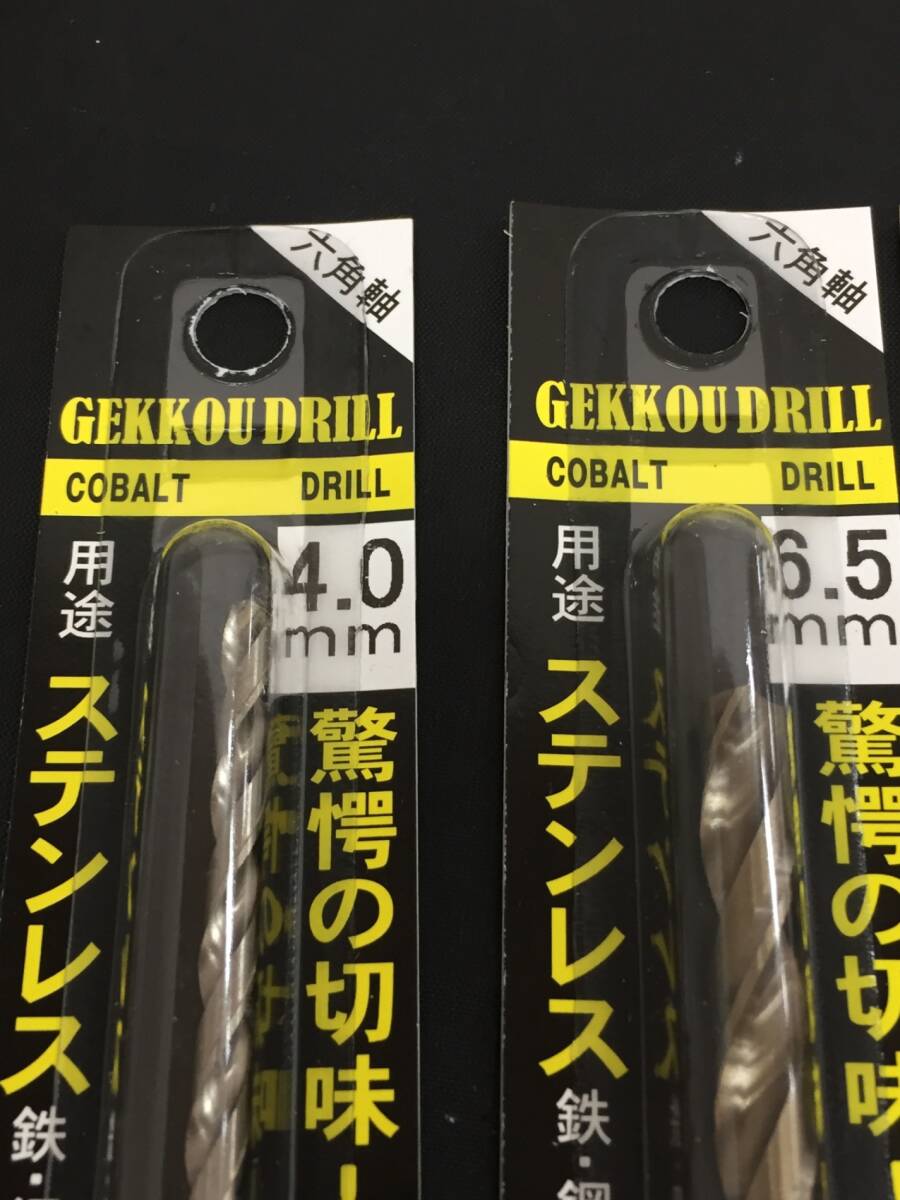 六角軸
GEKKOU DRILL
COBALT DRILL
4.0
mm
用途
ステンレス
鉄・
驚愕の切味
六角軸
GEKKOU DRILL
COBALT DRILL
6.5
mm
用途
ステンレス
鉄・鋼
驚愕の切味